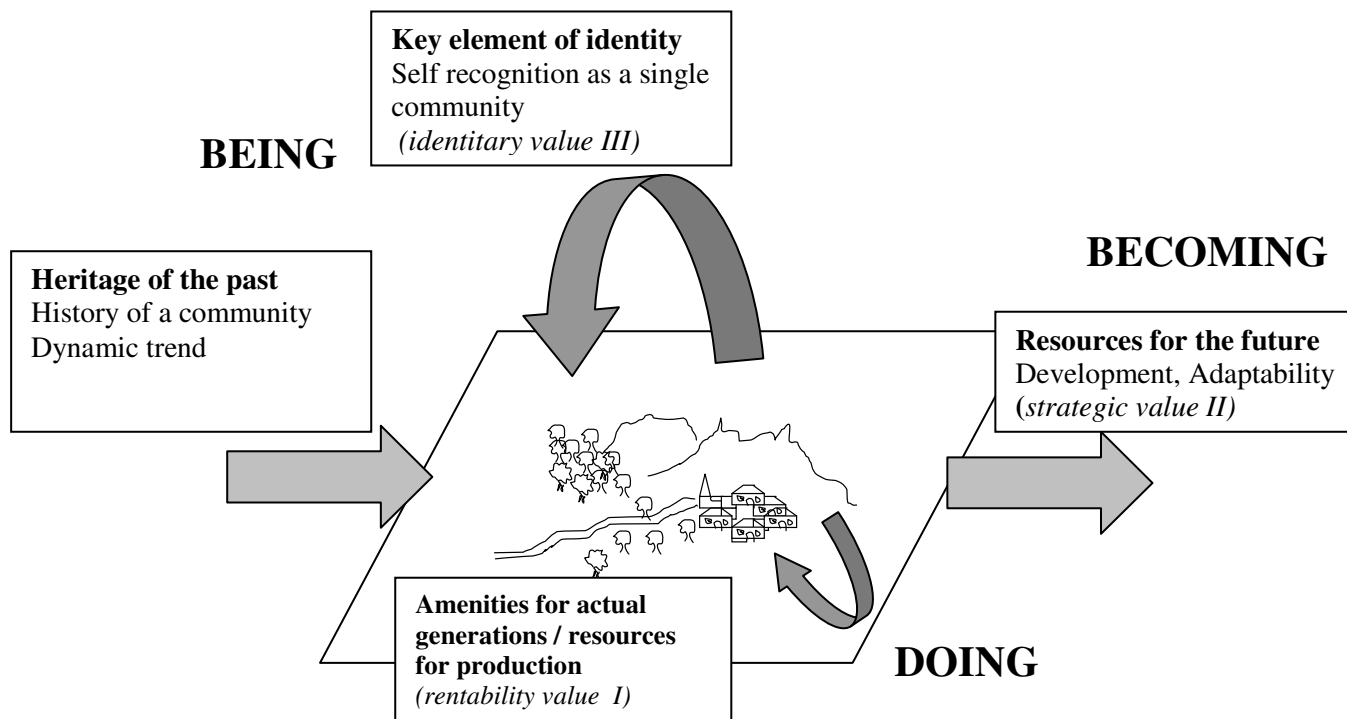 Key element of identity
Self recognition as a single
community
(identitary value III)
BEING
BECOMING
Heritage of the past
History of a community
Dynamic trend
Resources for the future
Development, Adaptability
(strategic value II)
Amenities for actual
generations / resources
for production
(rentability value  I)
DOING